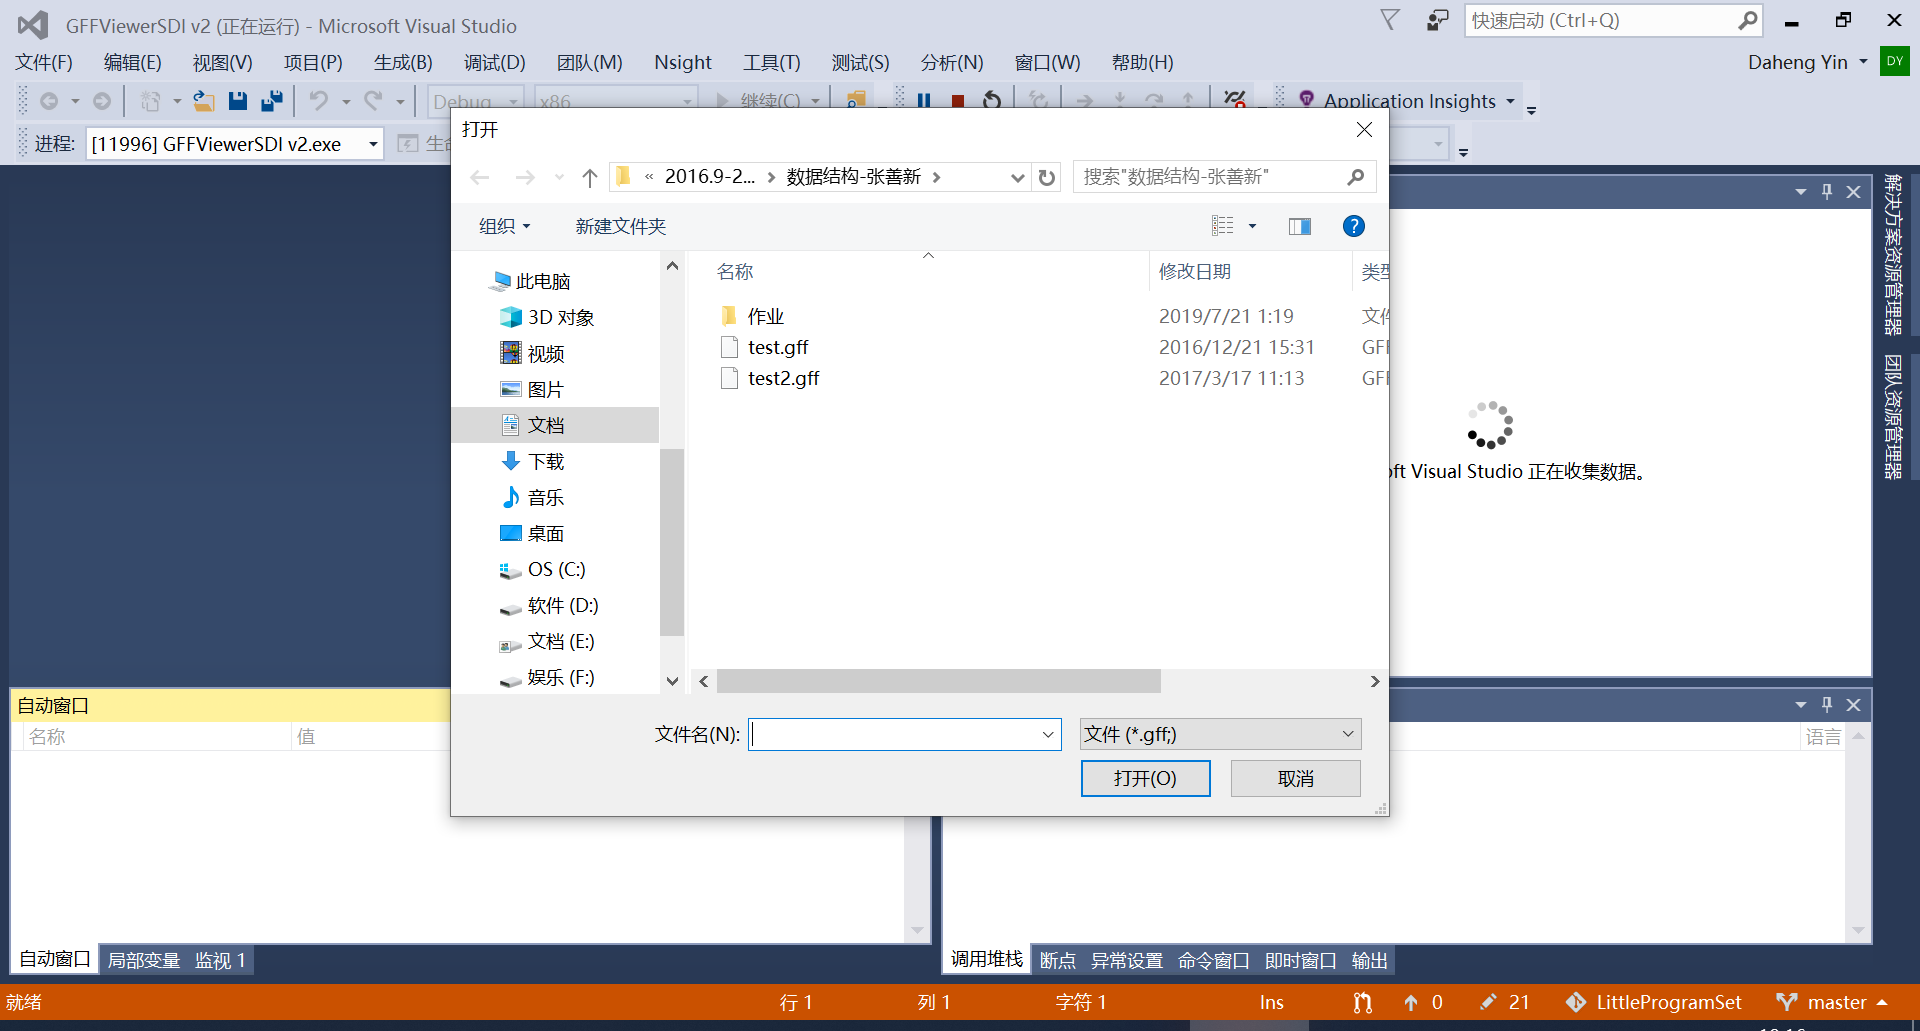 GFFViewerSDI v2 (正在运行) - Microsoft Visual Studio
快速启动 (Ctrl+Q)
文件(F) 编辑(E) 视图(V) 项目(P) 生成(B) 调试(D) 团队(M) Nsight 工具(T) 测试(S) 分析(N) 窗口(W) 帮助(H)
Daheng Yin DY
Debug x86 继续(C) Application Insights
进程: [11996] GFFViewerSDI v2.exe
打开
« 2016.9-2... 数据结构-张善新
搜索"数据结构-张善新"
组织 新建文件夹 ?
名称 修改日期 类型
此电脑
3D 对象
视频
图片
文档
下载
音乐
桌面
OS (C:)
软件 (D:)
文档 (E:)
娱乐 (F:)
作业 2019/7/21 1:19
test.gff 2016/12/21 15:31
test2.gff 2017/3/17 11:13
文件名(N): 文件 (*.gff;)
打开(O) 取消
Visual Studio 正在收集数据。
解决方案资源管理器
团队资源管理器
自动窗口
名称 值
语言
自动窗口 局部变量 监视 1
调用堆栈 断点 异常设置 命令窗口 即时窗口 输出
就绪 行 1 列 1 字符 1 Ins 0 21 LittleProgramSet master